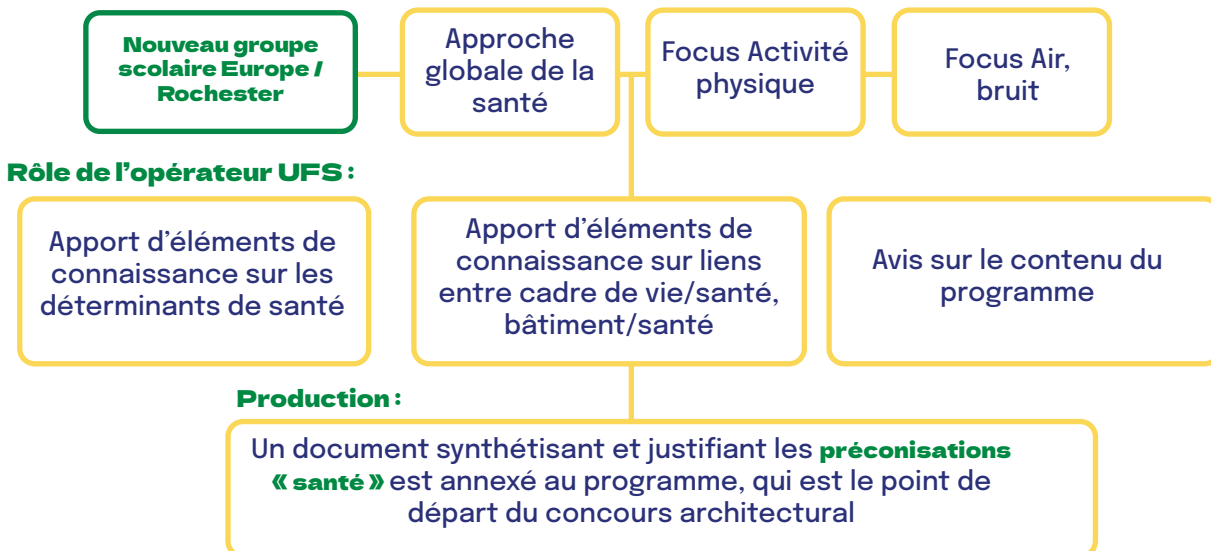 Nouveau groupe
scolaire Europe /
Rochester
Approche
globale de la
santé
Focus Activité
physique
Focus Air,
bruit
Rôle de l'opérateur UFS :
Apport d'éléments de
connaissance sur les
déterminants de santé
Apport d'éléments de
connaissance sur liens
entre cadre de vie/santé,
bâtiment/santé
Avis sur le contenu du
programme
Production :
Un document synthétisant et justifiant les préconisations
« santé » est annexé au programme, qui est le point de
départ du concours architectural